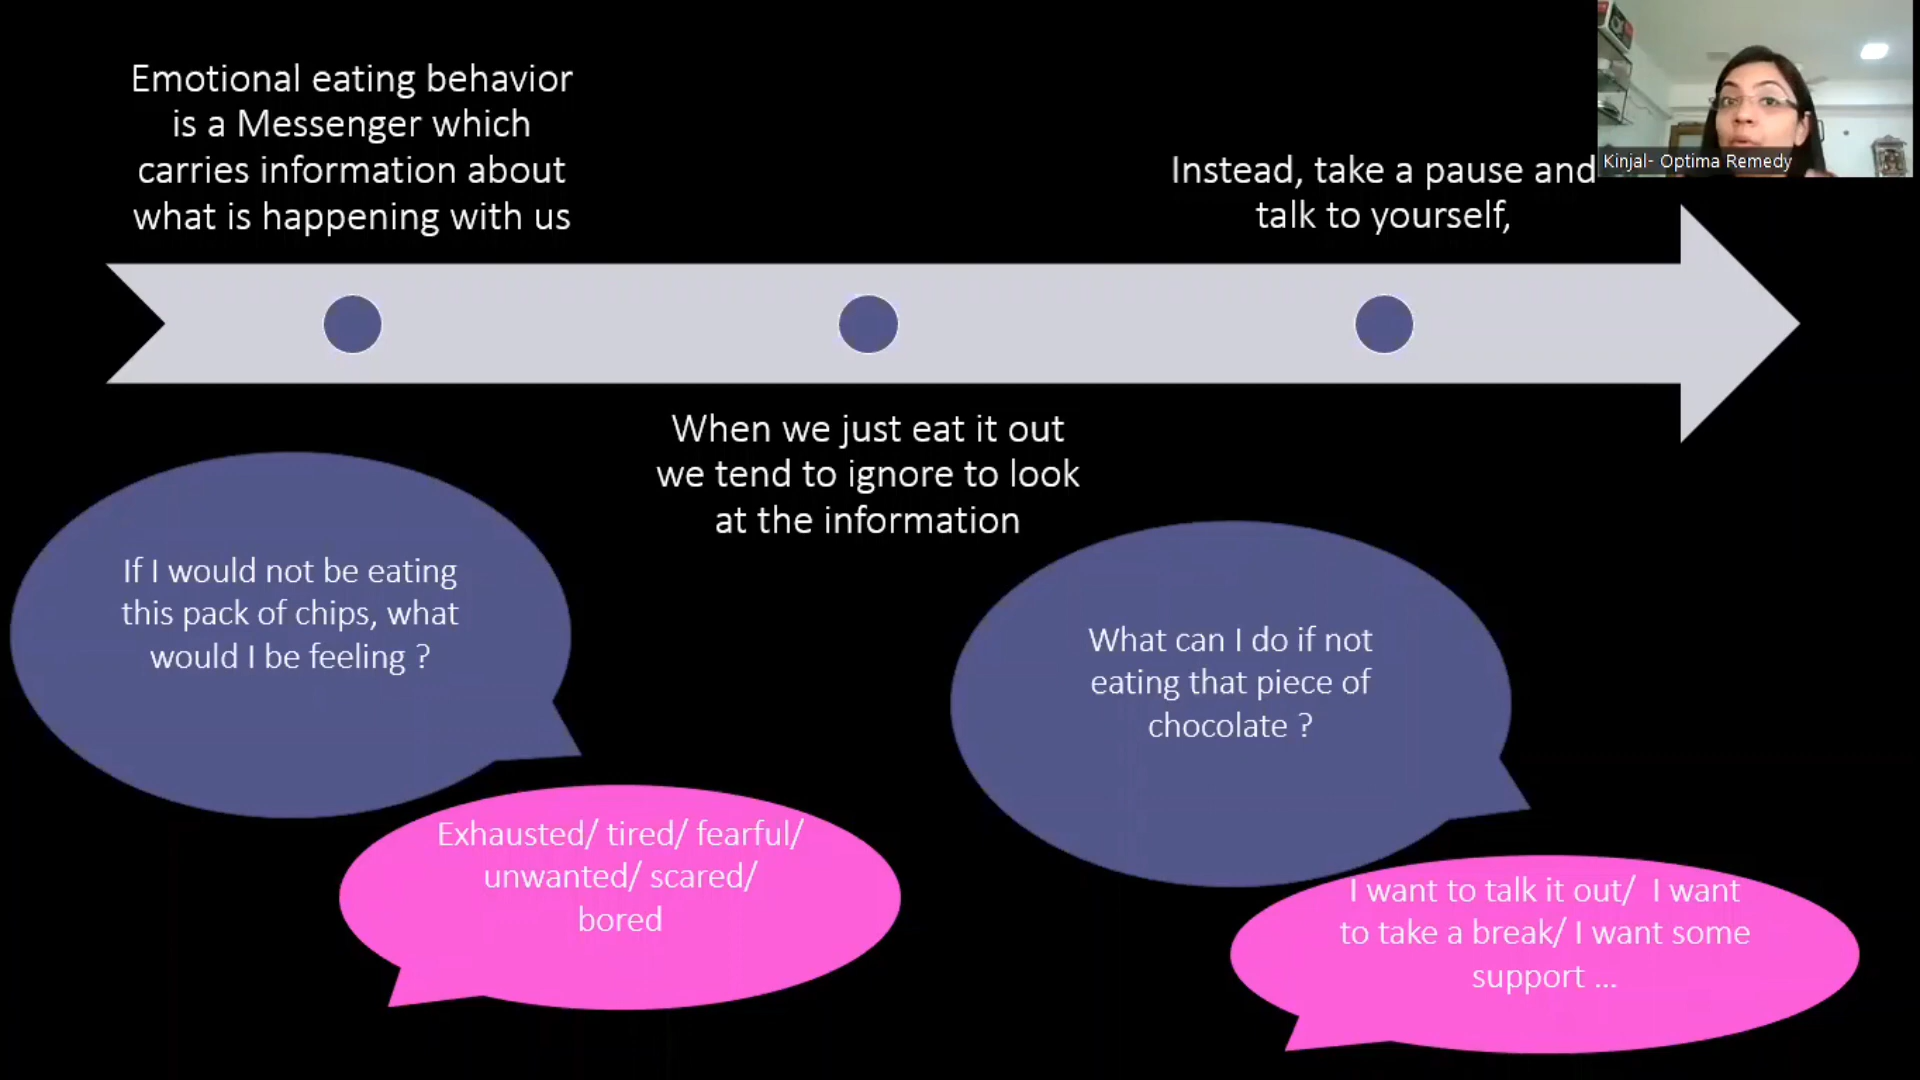 Emotional eating behavior
is a Messenger which
carries information about
what is happening with us
Instead, take a pause and
talk to yourself,
Kinjal- Optima Remedy
When we just eat it out
we tend to ignore to look
at the information
If I would not be eating
this pack of chips, what
would I be feeling ?
What can I do if not
eating that piece of
chocolate ?
Exhausted/ tired/ fearful/
unwanted/ scared/
bored
I want to talk it out/  I want
to take a break/ I want some
support ...